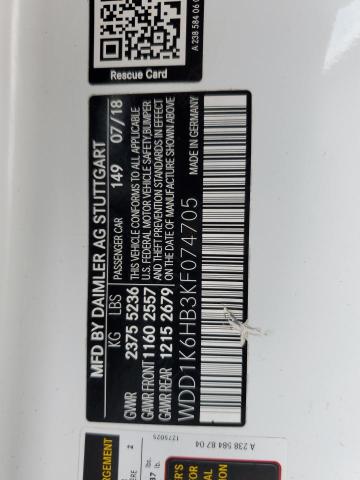 A 238 584 06 0
Rescue Card
MFD BY DAIMLER AG STUTTGART
KG LBS PASSENGER CAR 149 07/18
GVWR 2375 5236 THIS VEHICLE CONFORMS TO ALL APPLICABLE
GAWR FRONT 1160 2557 U.S. FEDERAL MOTOR VEHICLE SAFETY, BUMPER
GAWR REAR 1215 2679 AND THEFT PREVENTION STANDARDS IN EFFECT
ON THE DATE OF MANUFACTURE SHOWN ABOVE
WDD1K6HB3KF074705 MADE IN GERMANY
A 238 584 87 04